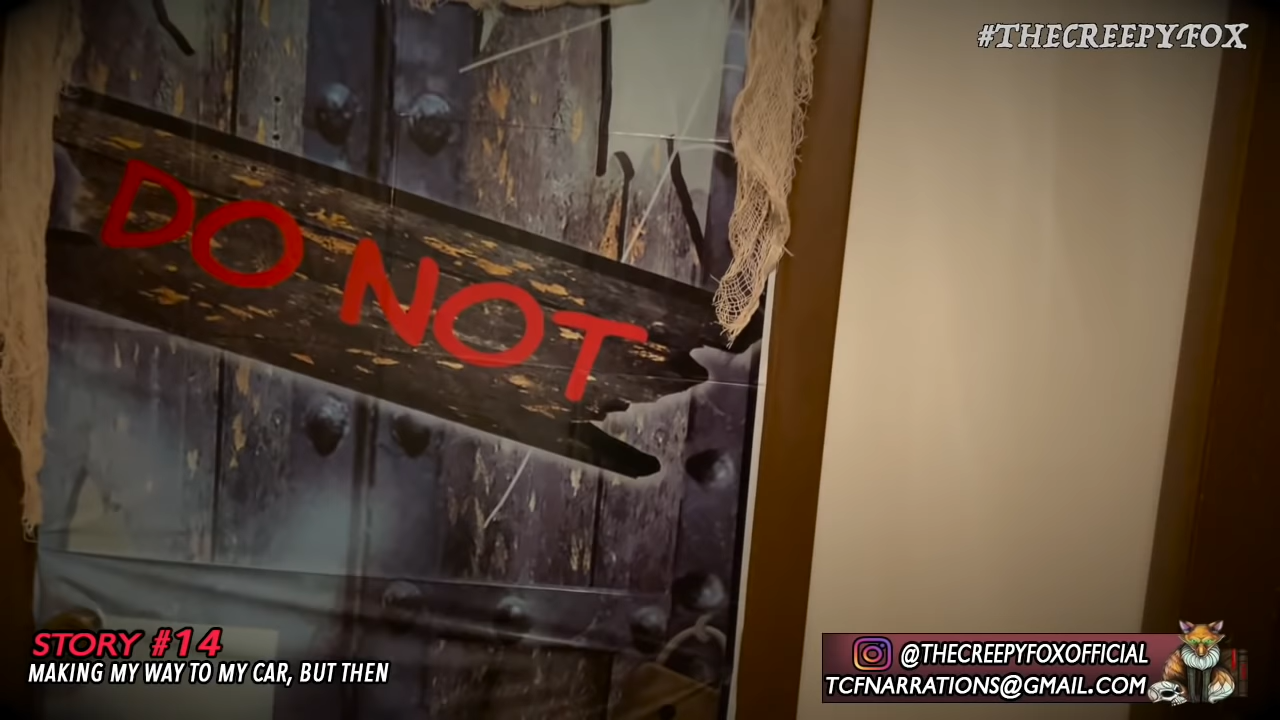 #THECREEPYFOX
DO NOT
STORY #14
MAKING MY WAY TO MY CAR, BUT THEN
@THECREEPYFOXOFFICIAL
TCFNARRATIONS@GMAIL.COM